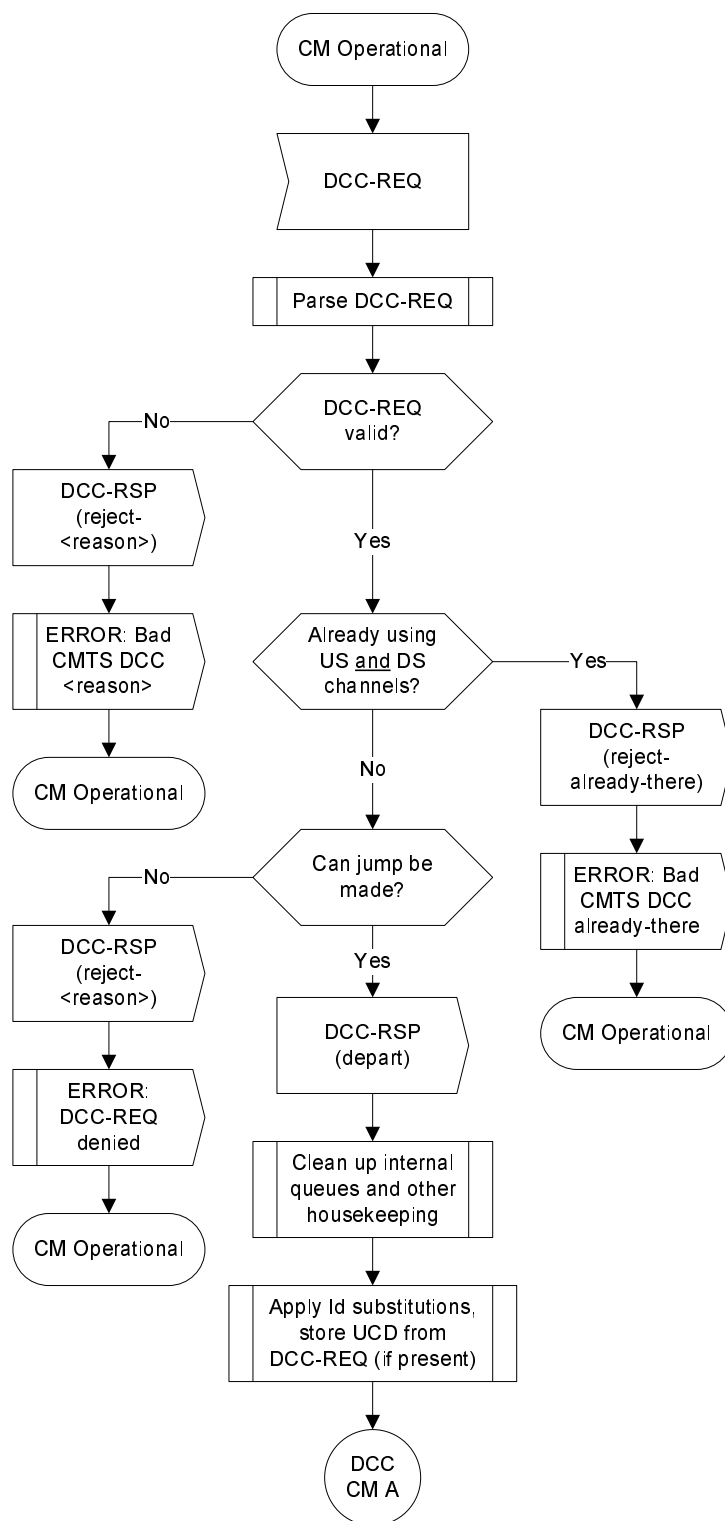 CM Operational
DCC-REQ
Parse DCC-REQ
DCC-REQ
valid?
No
DCC-RSP
(reject-
<reason>)
Yes
ERROR: Bad
CMTS DCC
<reason>
Already using
US and DS
channels?
Yes
DCC-RSP
(reject-
already-there)
CM Operational
No
Can jump be
made?
No
ERROR: Bad
CMTS DCC
already-there
DCC-RSP
(reject-
<reason>)
Yes
DCC-RSP
(depart)
CM Operational
ERROR:
DCC-REQ
denied
Clean up internal
queues and other
housekeeping
CM Operational
Apply Id substitutions,
store UCD from
DCC-REQ (if present)
DCC
CM A